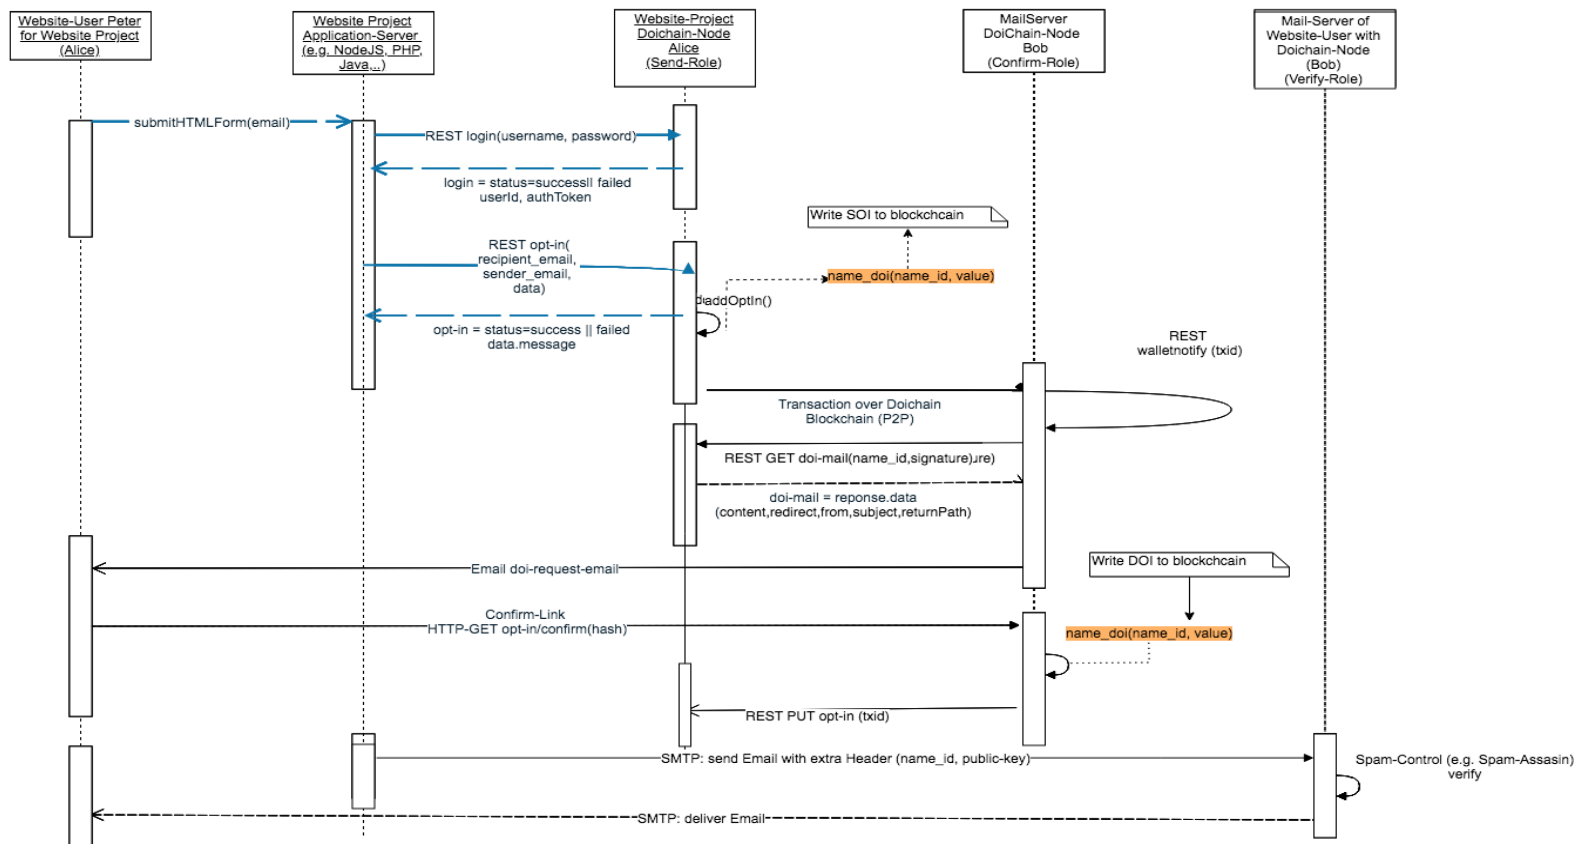 Website-User Peter
for Website Project
(Alice)
Website Project
Application-Server
(e.g. NodeJS, PHP,
Java,..)
Website-Project
Doichain-Node
Alice
(Send-Role)
MailServer
DoiChain-Node
Bob
(Confirm-Role)
Mail-Server of
Website-User with
Doichain-Node
(Bob)
(Verify-Role)
submitHTMLForm(email)
REST login(username, password)
login = status=success|| failed
userId, authToken
Write SOI to blockchcain
REST opt-in(
recipient_email,
sender_email,
data)
name_doi(name_id, value)
addOptIn()
opt-in = status=success || failed
data.message
REST
walletnotify (txid)
Transaction over Doichain
Blockchain (P2P)
REST GET doi-mail(name_id,signature)ure)
doi-mail = reponse.data
(content,redirect,from,subject,returnPath)
Write DOI to blockchcain
Email doi-request-email
Confirm-Link
HTTP-GET opt-in/confirm(hash)
name_doi(name_id, value)
REST PUT opt-in (txid)
SMTP: send Email with extra Header (name_id, public-key)
Spam-Control (e.g. Spam-Assasin)
verify
SMTP: deliver Email